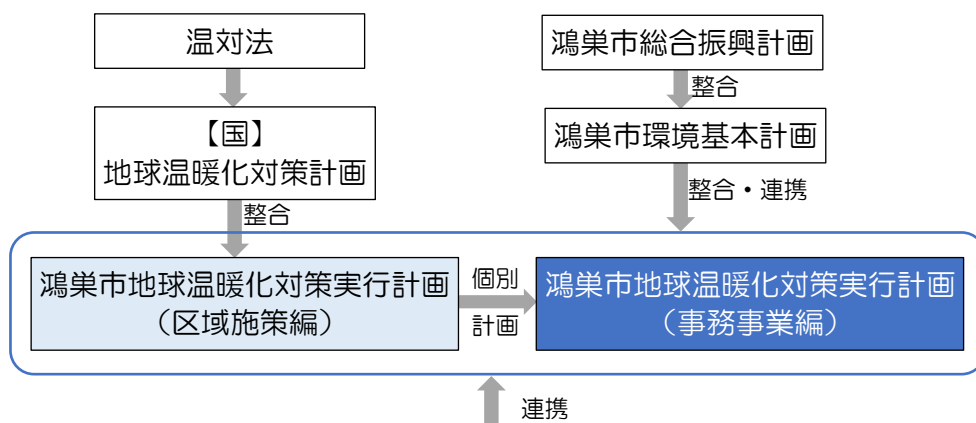 温対法
鴻巣市総合振興計画
整合
【国】
地球温暖化対策計画
鴻巣市環境基本計画
整合
整合・連携
鴻巣市地球温暖化対策実行計画
（区域施策編）
個別
計画
鴻巣市地球温暖化対策実行計画
（事務事業編）
連携